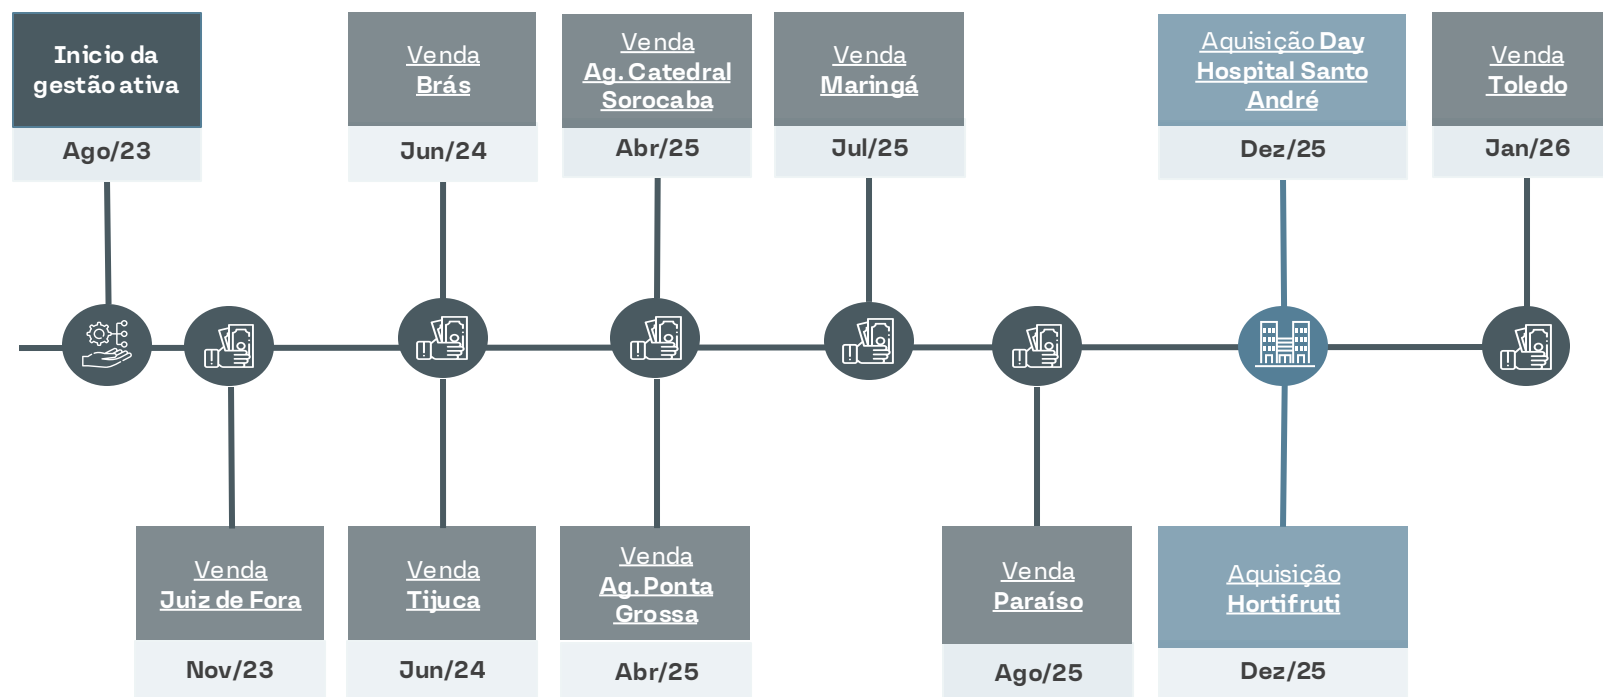 Inicio da
gestão ativa
Ago/23
Venda
Brás
Jun/24
Venda
Ag. Catedral
Sorocaba
Abr/25
Venda
Maringá
Jul/25
Aquisição Day
Hospital Santo
André
Dez/25
Venda
Toledo
Jan/26
Venda
Juiz de Fora
Nov/23
Venda
Tijuca
Jun/24
Venda
Ag. Ponta
Grossa
Abr/25
Venda
Paraíso
Ago/25
Aquisição
Hortifruti
Dez/25